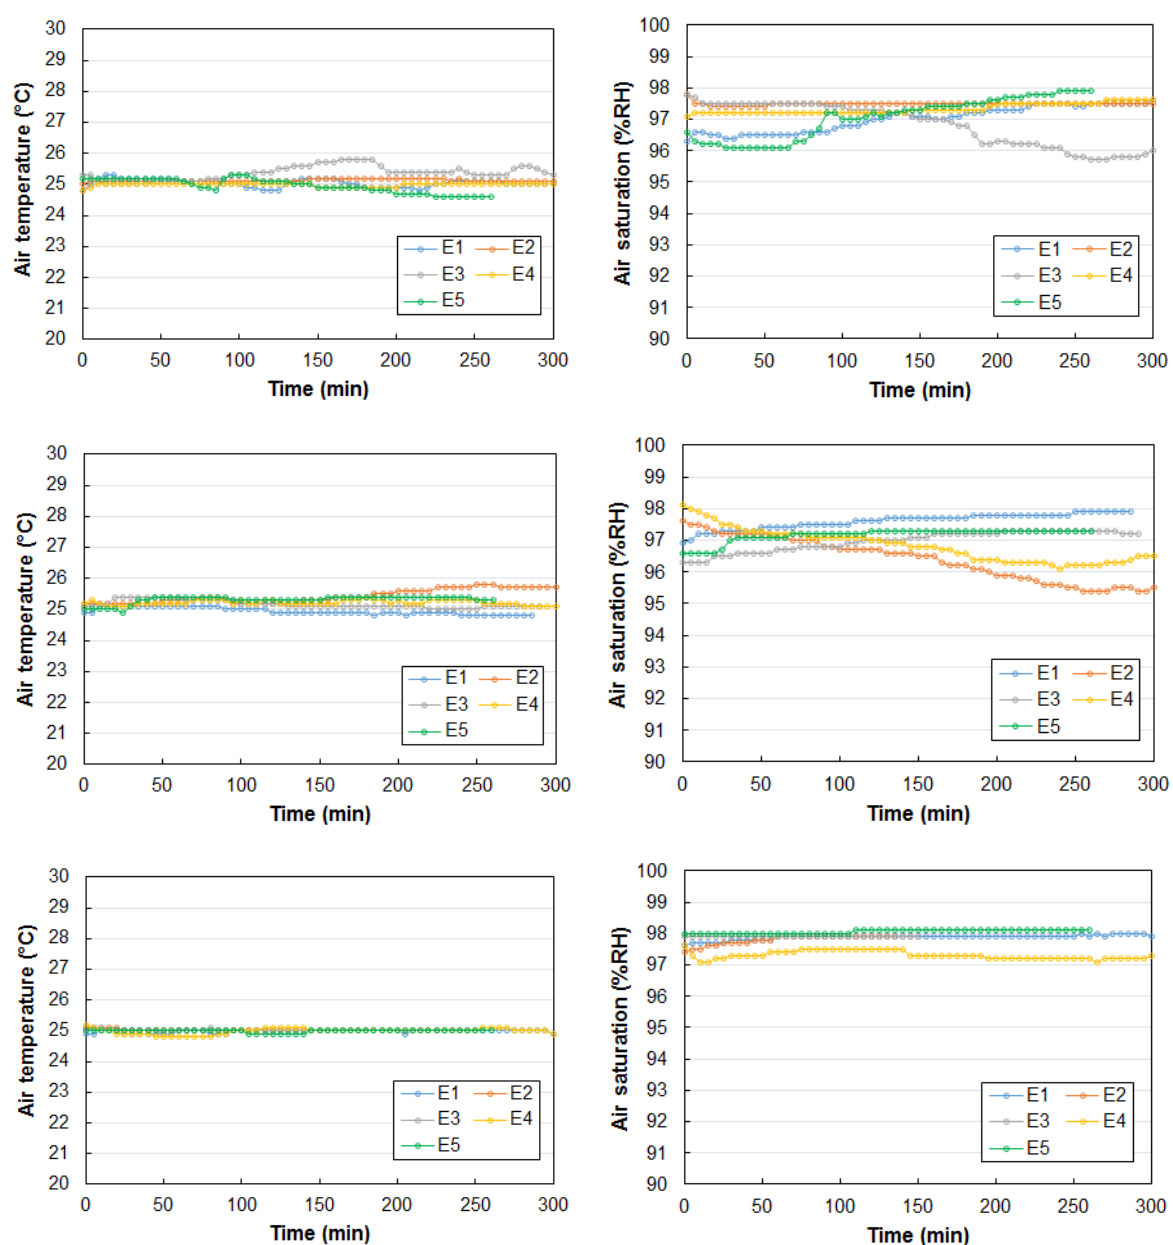 Air temperature (°C)
30
29
28
27
26
25
24
23
22
21
20
E1 E2
E3 E4
E5
0 50 100 150 200 250 300
Time (min)
Air saturation (%RH)
100
99
98
97
96
95
94
93
92
91
90
E1 E2
E3 E4
E5
0 50 100 150 200 250 300
Time (min)
Air temperature (°C)
30
29
28
27
26
25
24
23
22
21
20
E1 E2
E3 E4
E5
0 50 100 150 200 250 300
Time (min)
Air saturation (%RH)
100
99
98
97
96
95
94
93
92
91
90
E1 E2
E3 E4
E5
0 50 100 150 200 250 300
Time (min)
Air temperature (°C)
30
29
28
27
26
25
24
23
22
21
20
E1 E2
E3 E4
E5
0 50 100 150 200 250 300
Time (min)
Air saturation (%RH)
100
99
98
97
96
95
94
93
92
91
90
E1 E2
E3 E4
E5
0 50 100 150 200 250 300
Time (min)